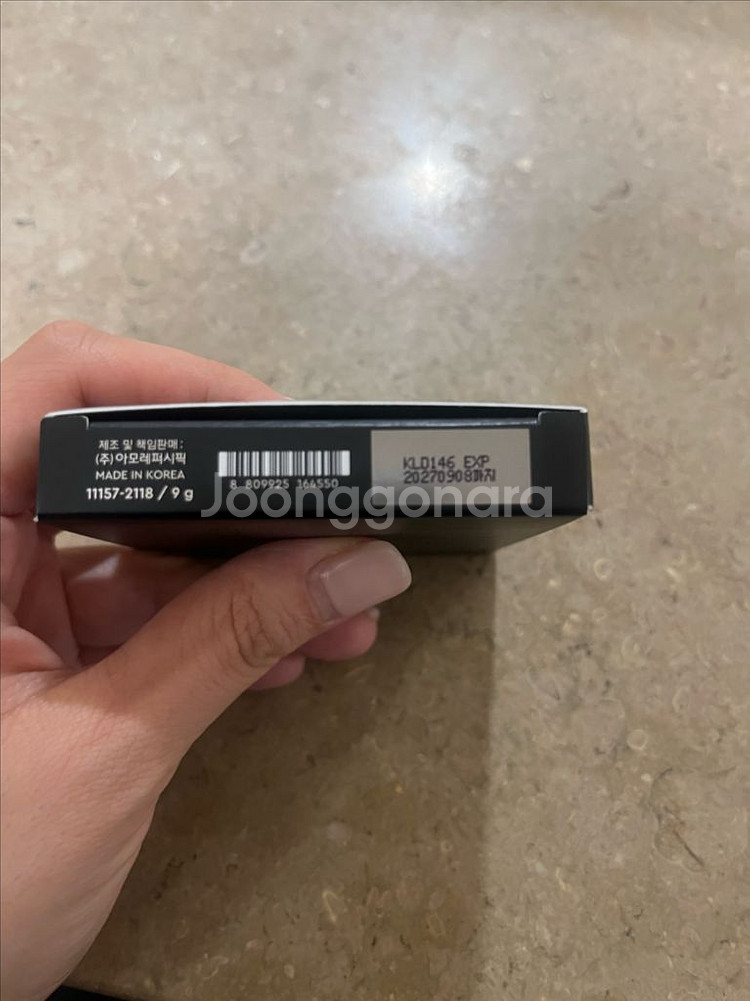 제조 및 책임판매 :
(주) 아모레퍼시픽
MADE IN KOREA
11157-2118 / 9 g
8 809925 164550
KLD146 EXP
20270908까지
Joonggonara